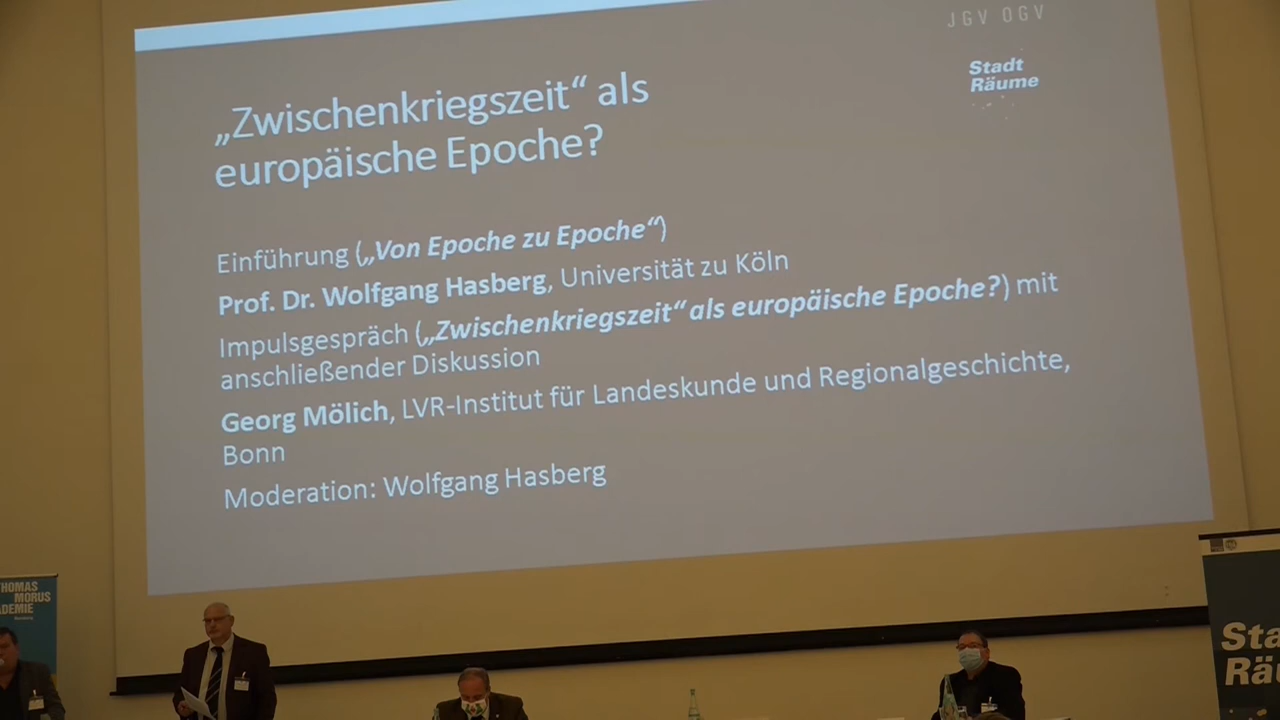 JGV OGV
Stadt
Räume
„Zwischenkriegszeit“ als
europäische Epoche?
Einführung („Von Epoche zu Epoche“)
Prof. Dr. Wolfgang Hasberg, Universität zu Köln
Impulsgespräch („Zwischenkriegszeit“ als europäische Epoche?) mit
anschließender Diskussion
Georg Mölich, LVR-Institut für Landeskunde und Regionalgeschichte,
Bonn
Moderation: Wolfgang Hasberg
HOMAS
MORUS
ADEMIE
Sta
Räu